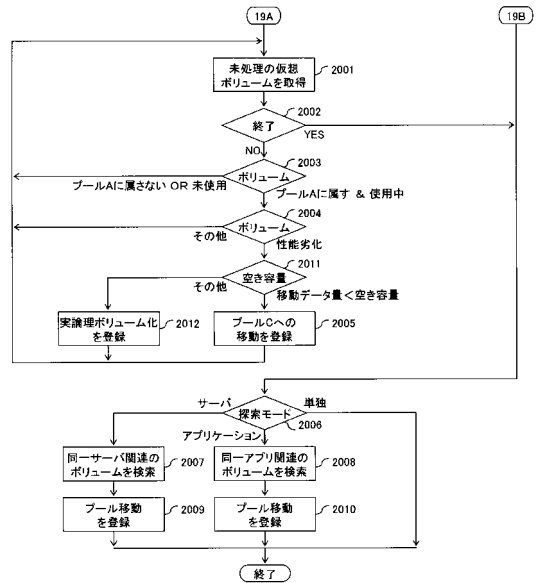 19A
19B
未処理の仮想
ボリュームを取得
2001
2002
終了
YES
NO
2003
ボリューム
プールAに属さない OR 未使用
プールAに属す & 使用中
2004
ボリューム
その他
性能劣化
2011
空き容量
その他
移動データ量<空き容量
実論理ボリューム化
を登録
2012
プールCへの
移動を登録
2005
サーバ
単独
探索モード
2006
アプリケーション
同一サーバ関連の
ボリュームを検索
2007
同一アプリ関連の
ボリュームを検索
2008
プール移動
を登録
2009
プール移動
を登録
2010
終了